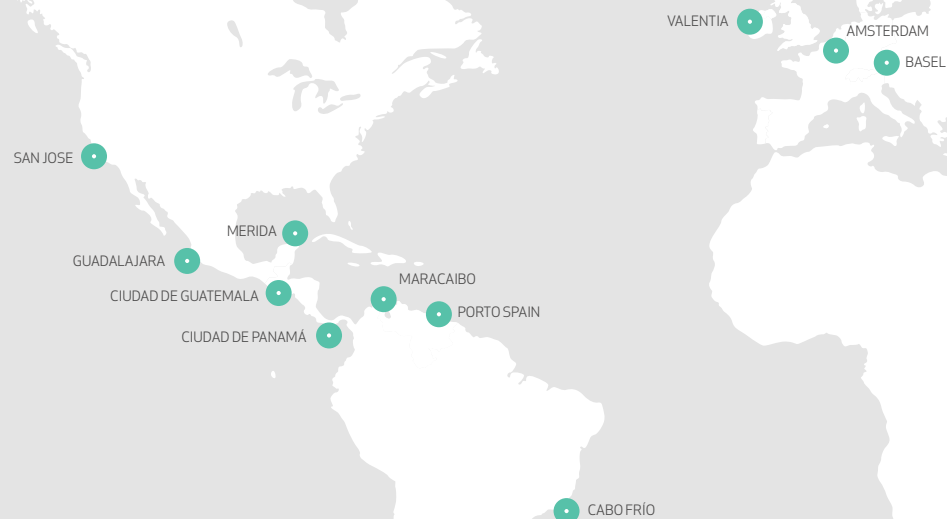 VALENTIA
AMSTERDAM
BASEL
SAN JOSE
MERIDA
GUADALAJARA
MARACAIBO
CIUDAD DE GUATEMALA
PORTO SPAIN
CIUDAD DE PANAMÁ
CABO FRÍO